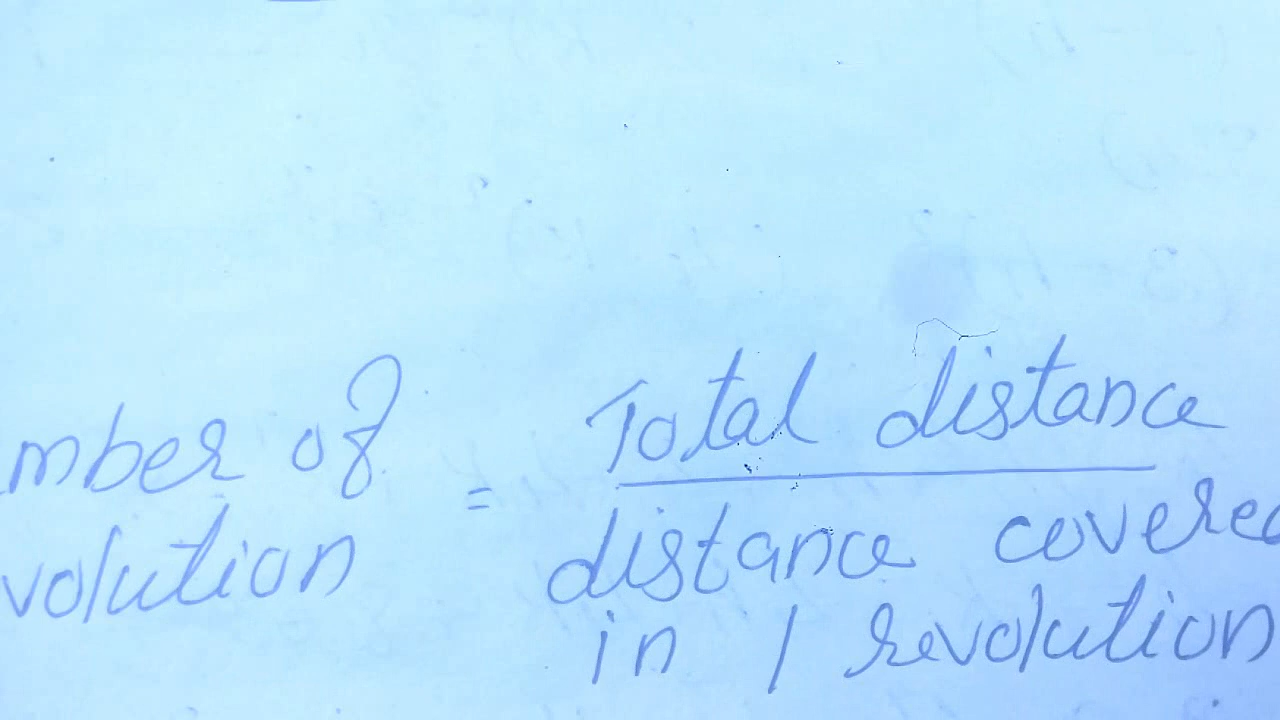 mber of = Total distance
volution distance covered
in 1 revolution